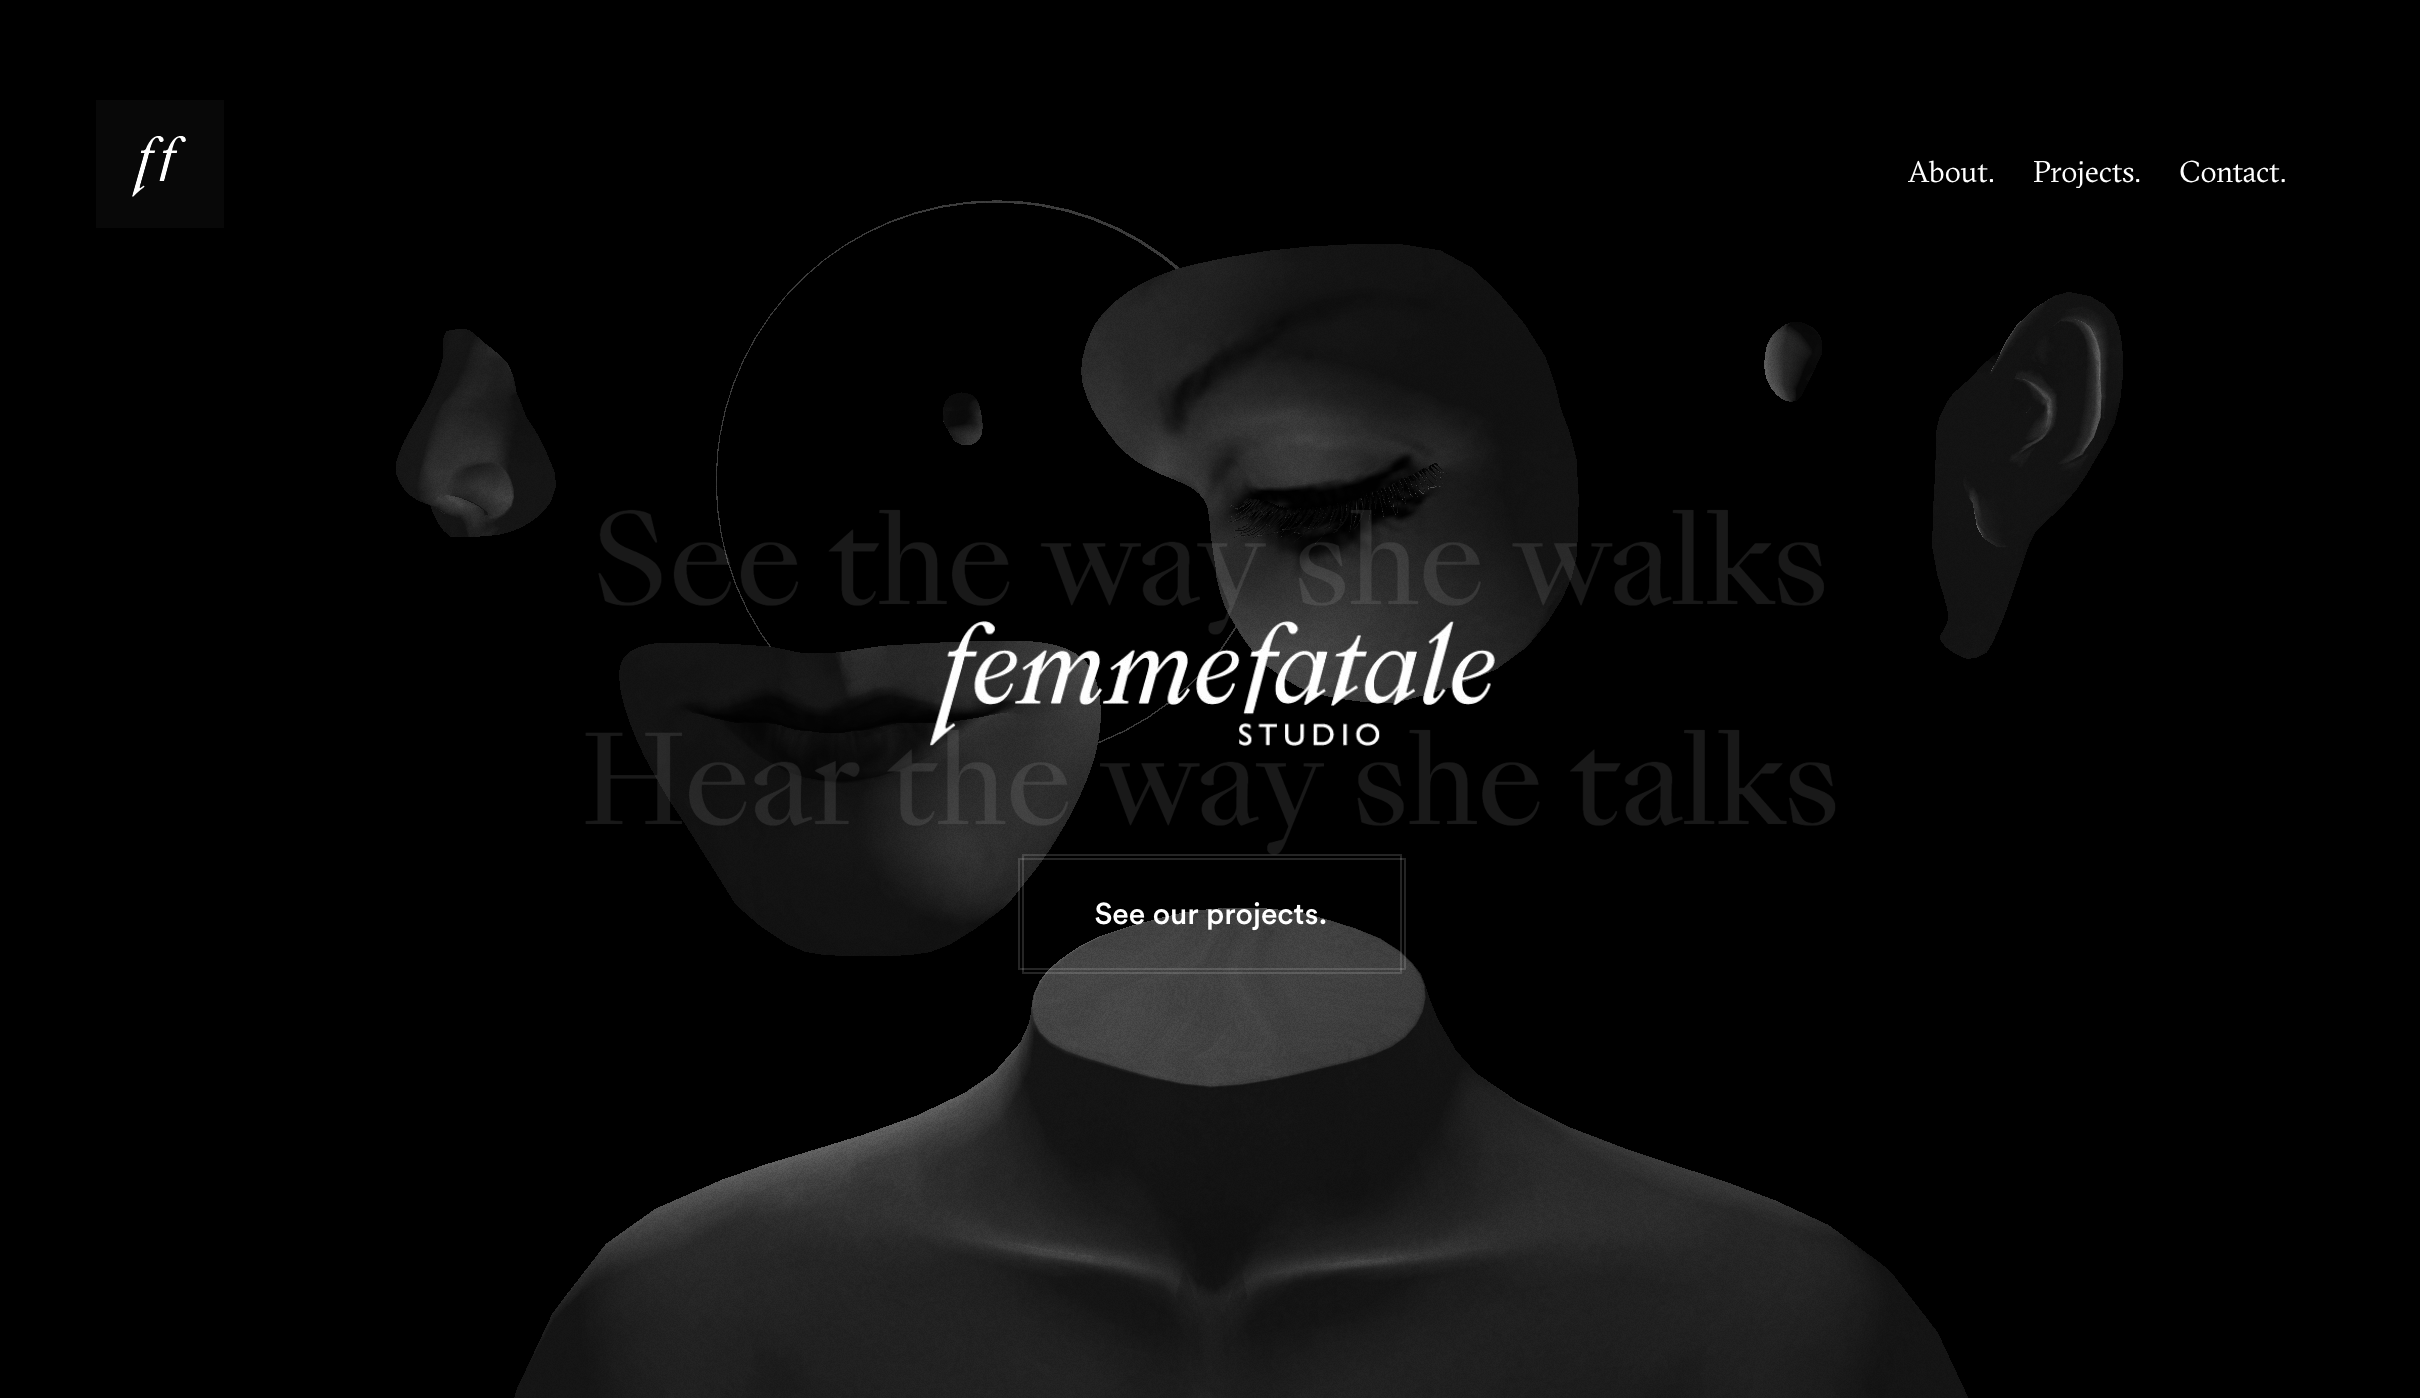 ff
About. Projects. Contact.
See the way she walks
femmefatale
STUDIO
Hear the way she talks
See our projects.